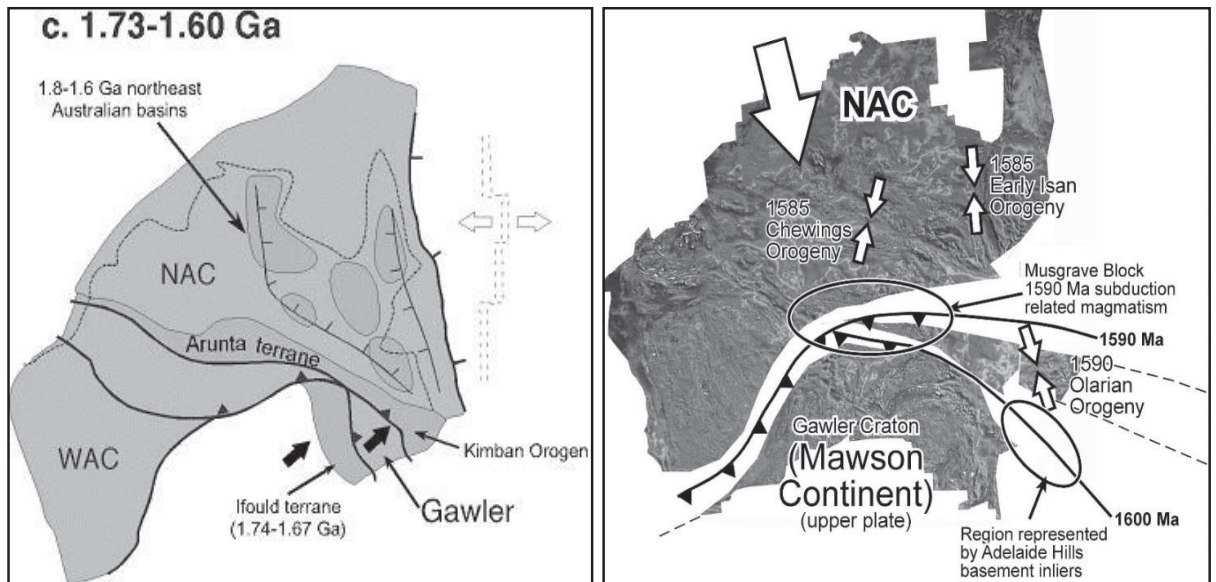 c. 1.73-1.60 Ga
1.8-1.6 Ga northeast
Australian basins
NAC
Arunta terrane
WAC
Kimban Orogen
Ifould terrane
(1.74-1.67 Ga)
Gawler
NAC
1585
Early Isan
Orogeny
1585
Chewings
Orogeny
Musgrave Block
1590 Ma subduction
related magmatism
1590 Ma
1590
Olarian
Orogeny
Gawler Craton
(Mawson
Continent)
(upper plate)
1600 Ma
Region represented
by Adelaide Hills
basement inliers